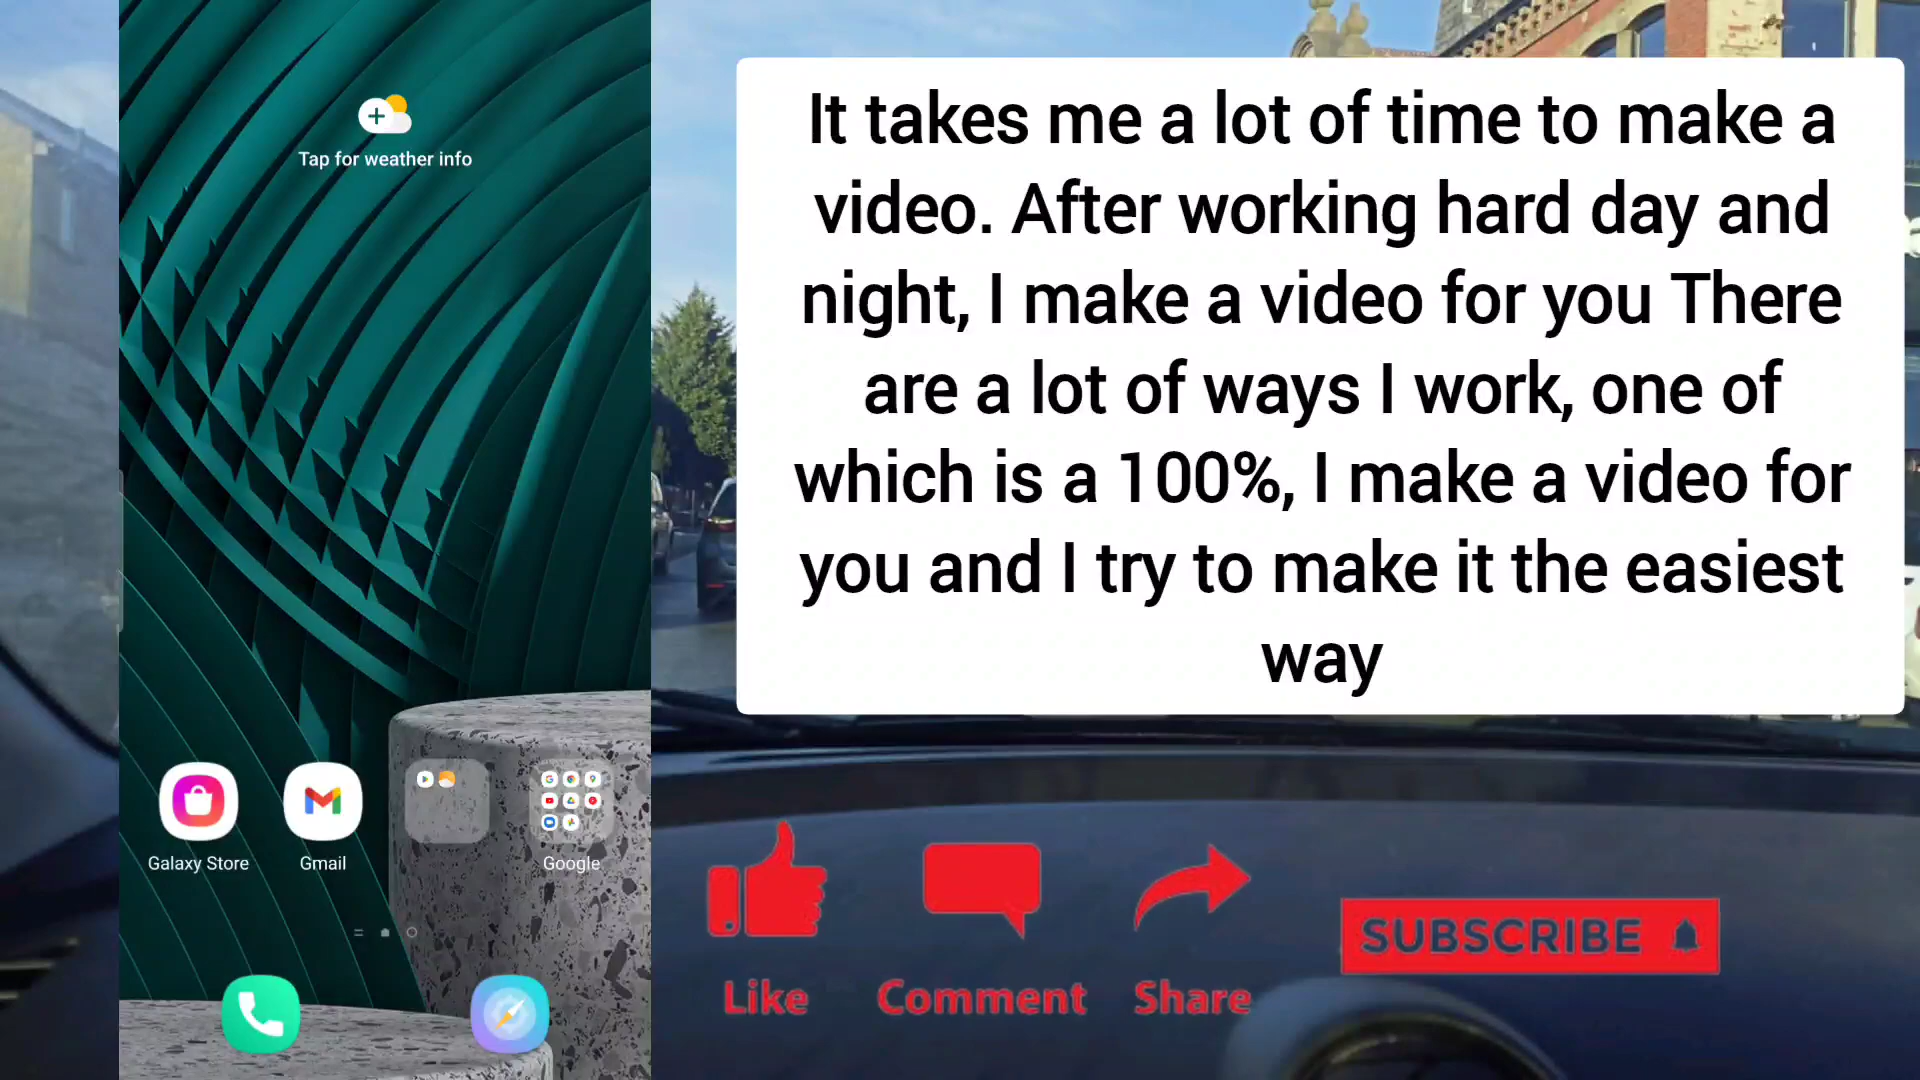 Tap for weather info
Galaxy Store
Gmail
Google
It takes me a lot of time to make a
video. After working hard day and
night, I make a video for you There
are a lot of ways I work, one of
which is a 100%, I make a video for
you and I try to make it the easiest
way
Like
Comment
Share
SUBSCRIBE